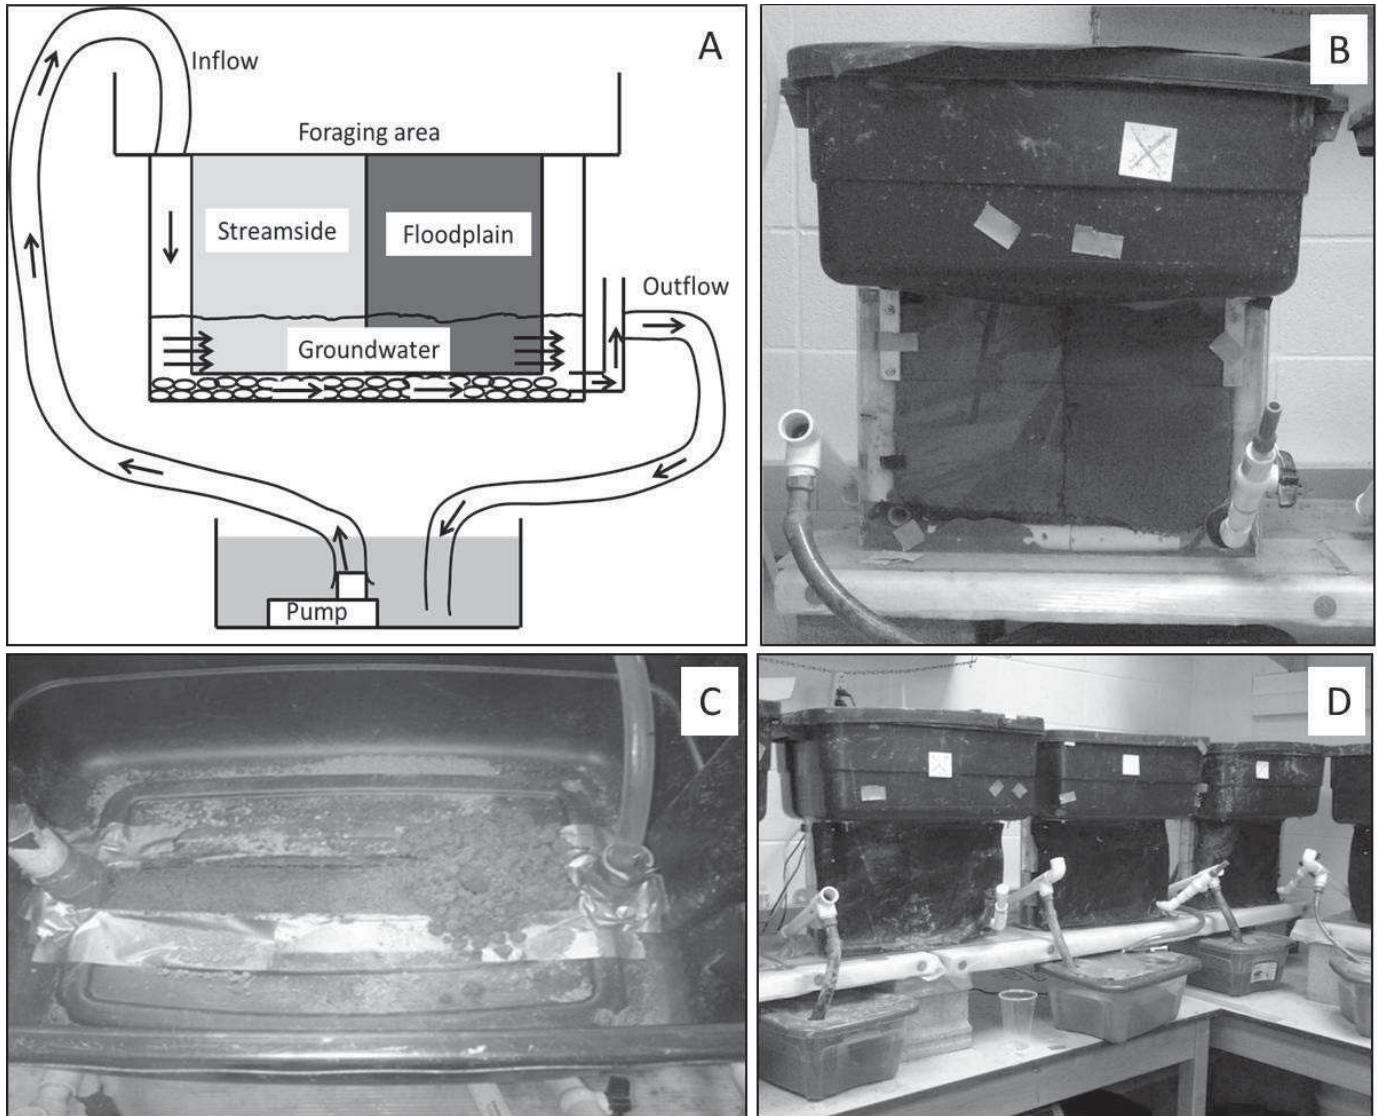 A
Inflow
Foraging area
Streamside
Floodplain
Outflow
Groundwater
Pump
B
C
D